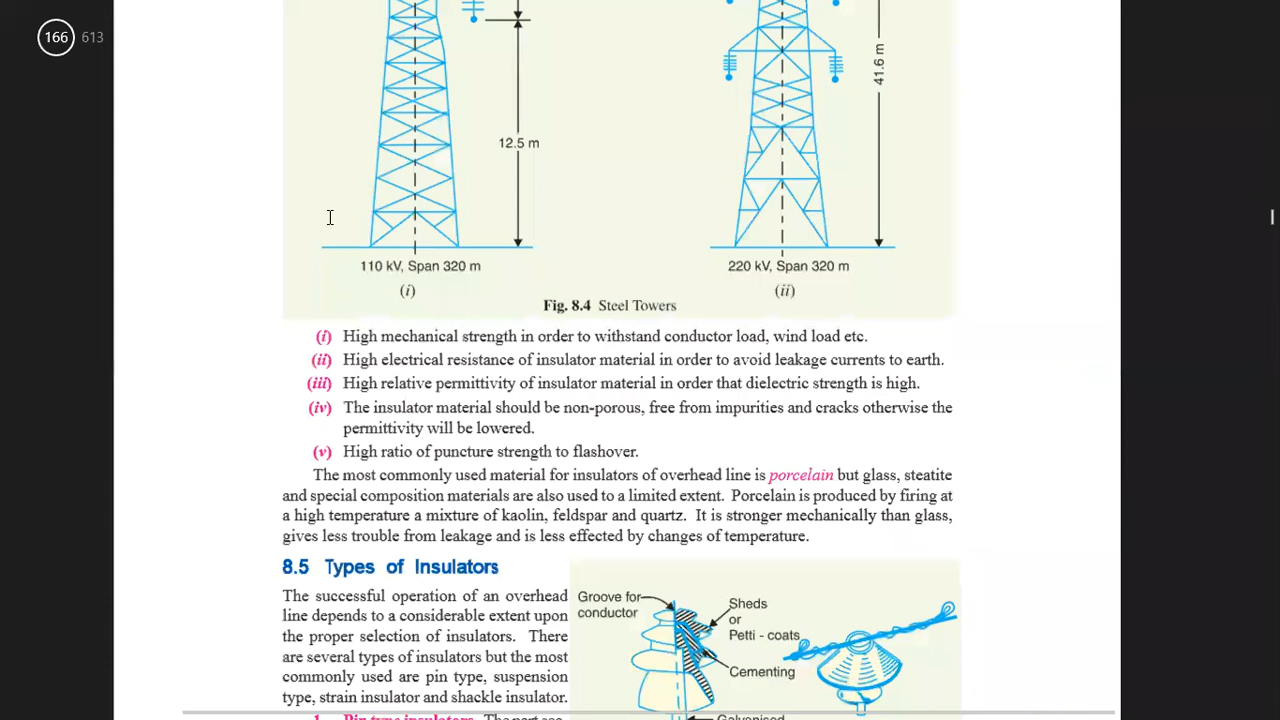 166 613
41.6 m
12.5 m
110 kV, Span 320 m
220 kV, Span 320 m
(i)
(ii)
Fig. 8.4 Steel Towers
(i) High mechanical strength in order to withstand conductor load, wind load etc.
(ii) High electrical resistance of insulator material in order to avoid leakage currents to earth.
(iii) High relative permittivity of insulator material in order that dielectric strength is high.
(iv) The insulator material should be non-porous, free from impurities and cracks otherwise the
permittivity will be lowered.
(v) High ratio of puncture strength to flashover.
The most commonly used material for insulators of overhead line is porcelain but glass, steatite
and special composition materials are also used to a limited extent. Porcelain is produced by firing at
a high temperature a mixture of kaolin, feldspar and quartz. It is stronger mechanically than glass,
gives less trouble from leakage and is less effected by changes of temperature.
8.5 Types of Insulators
The successful operation of an overhead
line depends to a considerable extent upon
the proper selection of insulators. There
are several types of insulators but the most
commonly used are pin type, suspension
type, strain insulator and shackle insulator.
1. Pin type insulators. The part sec-
Groove for
conductor
Sheds
or
Petti - coats
Cementing
Galvanised